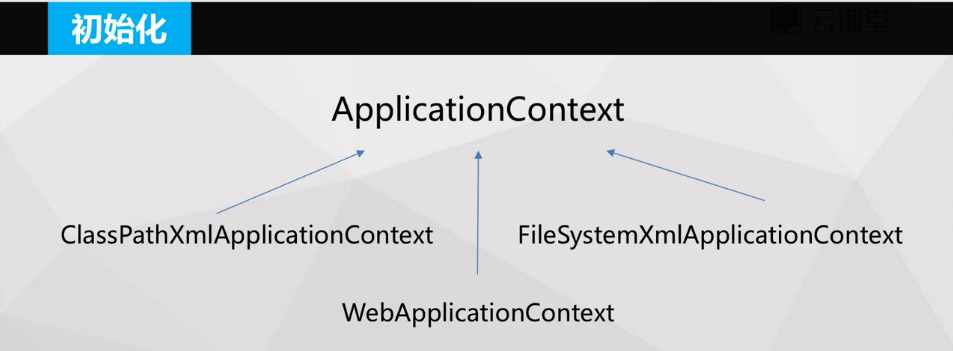 初始化
云课堂
ApplicationContext
ClassPathXmlApplicationContext
FileSystemXmlApplicationContext
WebApplicationContext